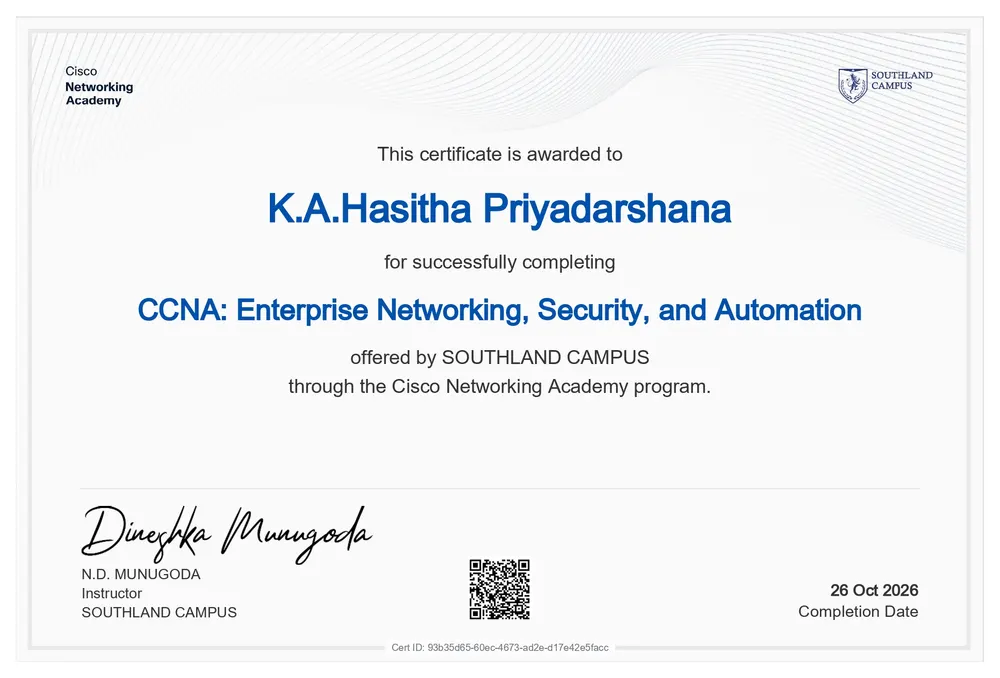 Cisco
Networking
Academy
SOUTHLAND
CAMPUS
This certificate is awarded to
K.A.Hasitha Priyadarshana
for successfully completing
CCNA: Enterprise Networking, Security, and Automation
offered by SOUTHLAND CAMPUS
through the Cisco Networking Academy program.
Dineshka Munugoda
N.D. MUNUGODA
Instructor
SOUTHLAND CAMPUS
26 Oct 2026
Completion Date
Cert ID: 93b35d65-60ec-4673-ad2e-d17e42e5facc